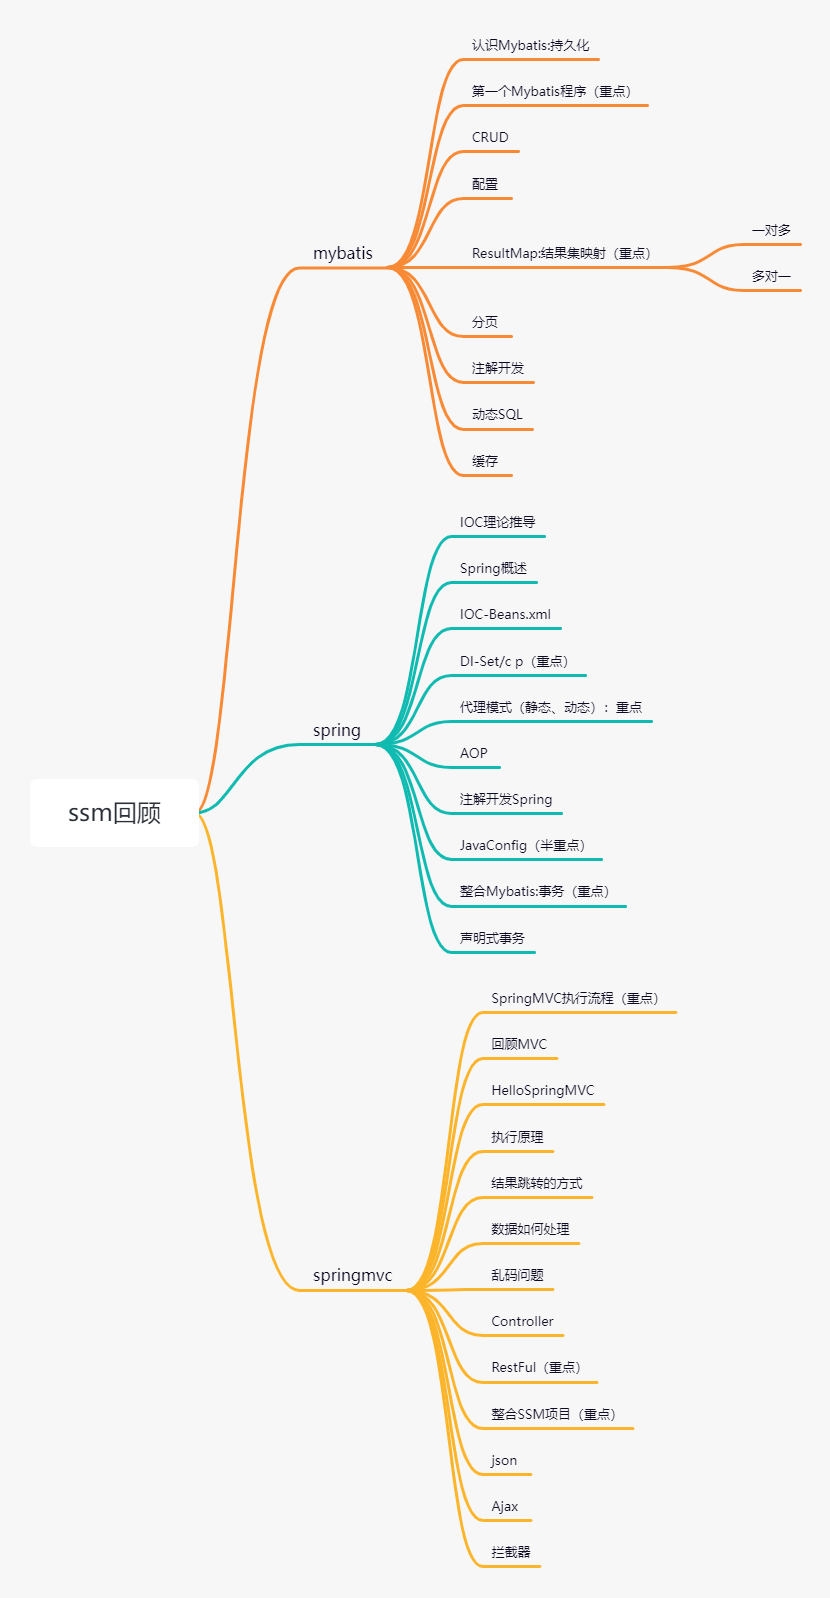 认识Mybatis:持久化
第一个Mybatis程序（重点）
CRUD
配置
mybatis
ResultMap:结果集映射（重点）
一对多
多对一
分页
注解开发
动态SQL
缓存
IOC理论推导
Spring概述
IOC-Beans.xml
DI-Set/c p（重点）
代理模式（静态、动态）：重点
spring
AOP
注解开发Spring
ssm回顾
JavaConfig（半重点）
整合Mybatis:事务（重点）
声明式事务
SpringMVC执行流程（重点）
回顾MVC
HelloSpringMVC
执行原理
结果跳转的方式
数据如何处理
springmvc
乱码问题
Controller
RestFul（重点）
整合SSM项目（重点）
json
Ajax
拦截器